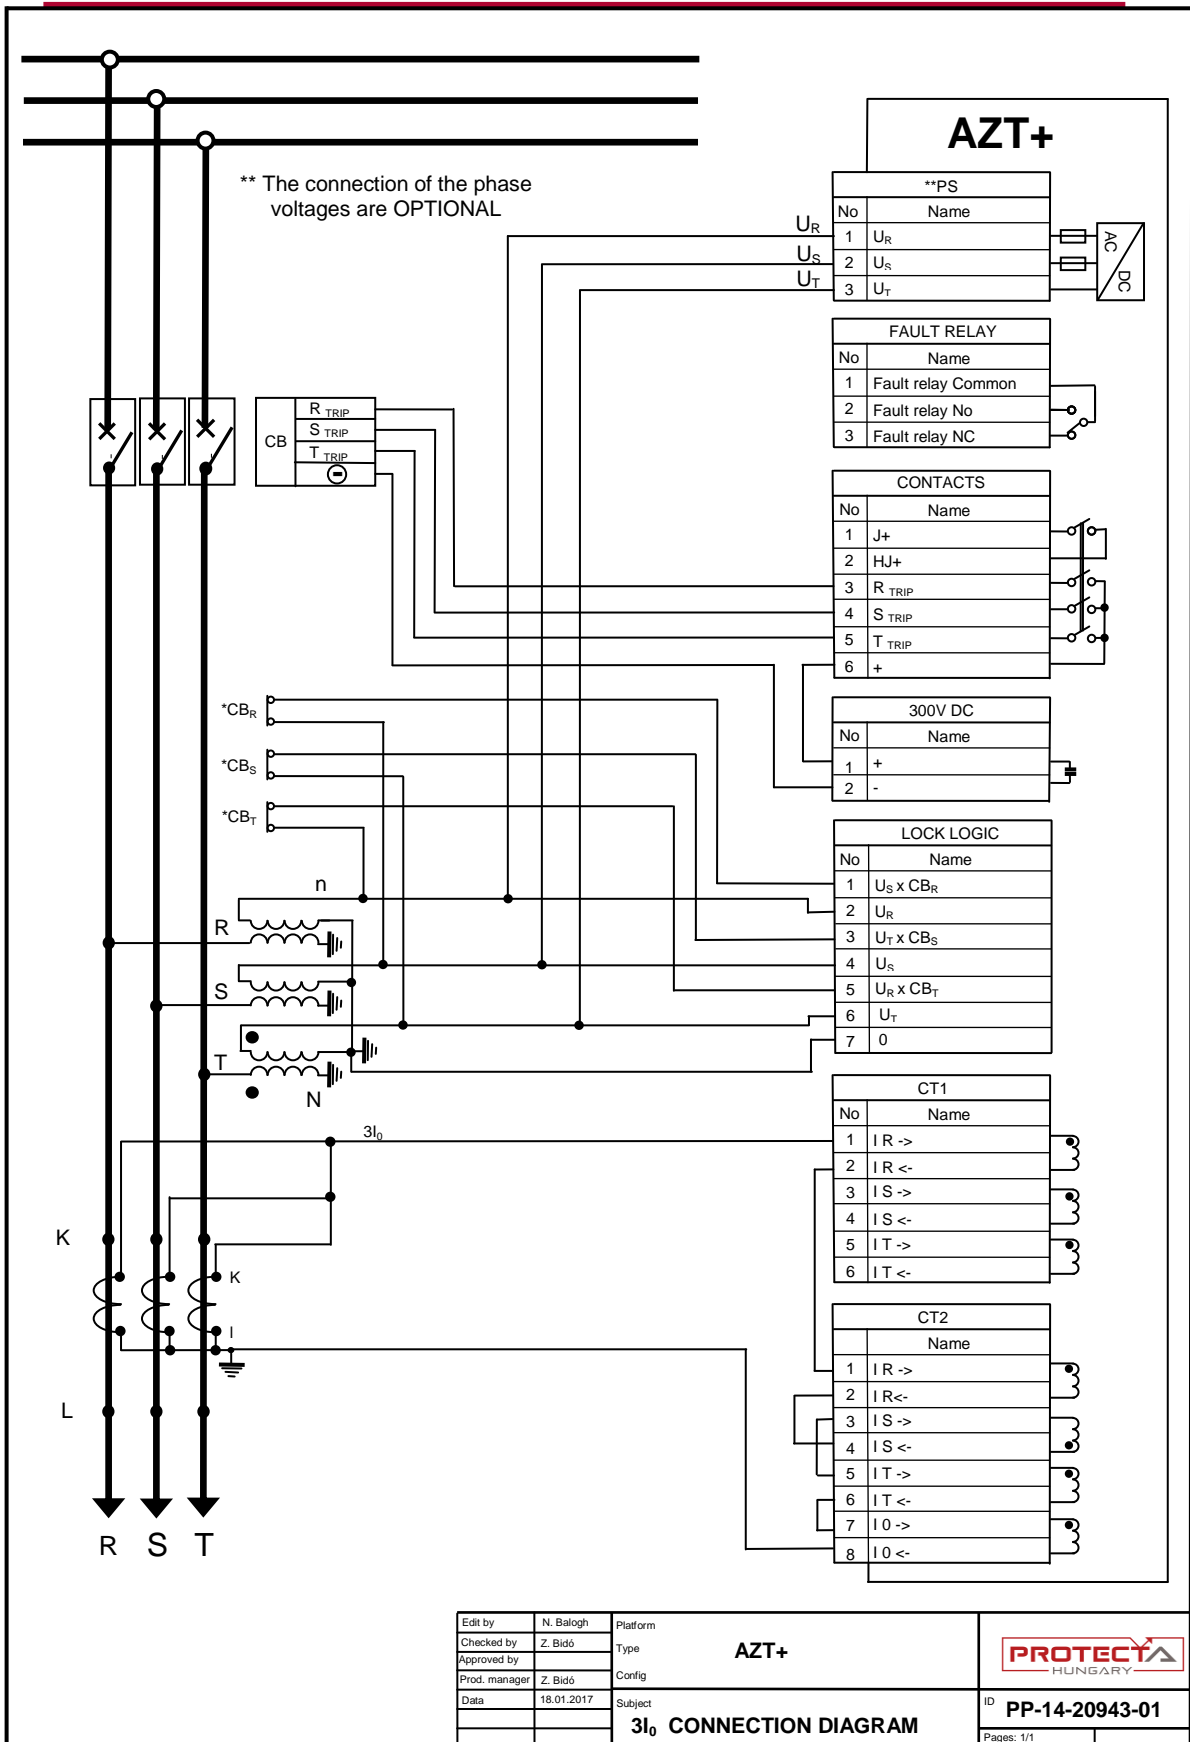 AZT+
** The connection of the phase
voltages are OPTIONAL
**PS
No Name
1 UR
2 US
3 UT
UR
US
UT
AC
DC
FAULT RELAY
No Name
1 Fault relay Common
2 Fault relay No
3 Fault relay NC
CB
R TRIP
S TRIP
T TRIP
-
CONTACTS
No Name
1 J+
2 HJ+
3 R TRIP
4 S TRIP
5 T TRIP
6 +
*CBR
*CBS
*CBT
300V DC
No Name
1 +
2 -
LOCK LOGIC
No Name
1 US x CBR
2 UR
3 UT x CBS
4 US
5 UR x CBT
6 UT
7 0
n
R
S
T
N
CT1
No Name
1 I R ->
2 I R <-
3 I S ->
4 I S <-
5 I T ->
6 I T <-
3I0
K
K
l
L
CT2
Name
1 I R ->
2 I R<-
3 I S ->
4 I S <-
5 I T ->
6 I T <-
7 I 0 ->
8 I 0 <-
R S T
Edit by N. Balogh
Checked by Z. Bidó
Approved by
Prod. manager Z. Bidó
Data 18.01.2017
Platform
Type AZT+
Config
Subject
3I0 CONNECTION DIAGRAM
PROTECTA
HUNGARY
ID PP-14-20943-01
Pages: 1/1